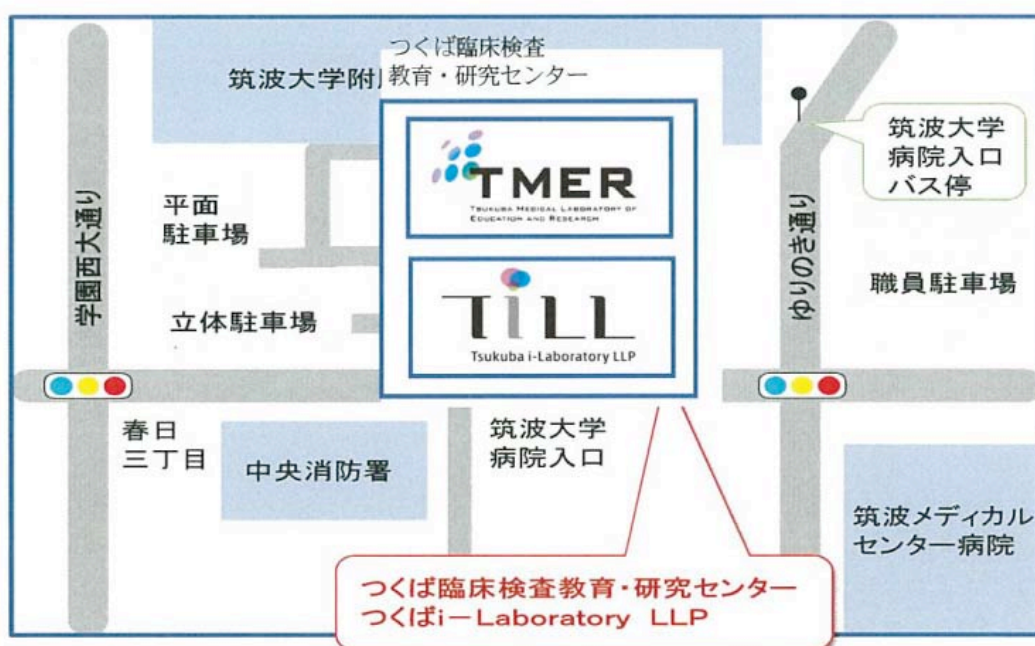 つくば臨床検査
教育・研究センター
筑波大学附
TMER
TSUKUBA MEDICAL LABORATORY OF
EDUCATION AND RESEARCH
筑波大学
病院入口
バス停
学園西大通り
平面
駐車場
ゆりのき通り
職員駐車場
立体駐車場
TiLL
Tsukuba i-Laboratory LLP
春日
三丁目
中央消防署
筑波大学
病院入口
筑波メディカル
センター病院
つくば臨床検査教育・研究センター
つくばi－Laboratory LLP